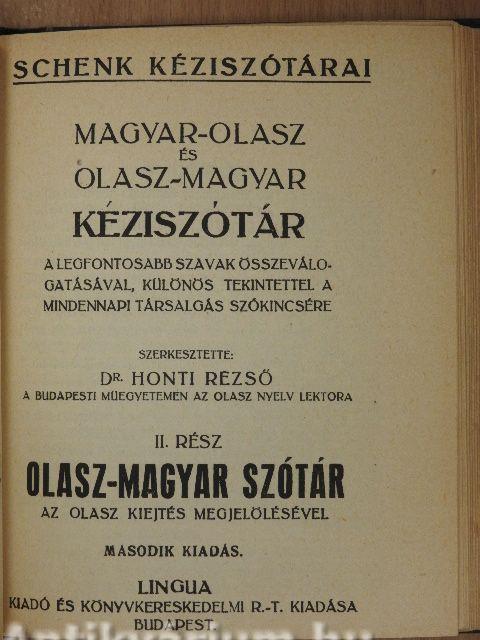 SCHENK KÉZISZÓTÁRAI
MAGYAR-OLASZ
ÉS
OLASZ-MAGYAR
KÉZISZÓTÁR
A LEGFONTOSABB SZAVAK ÖSSZEVÁLO-
GATÁSÁVAL, KÜLÖNÖS TEKINTETTEL A
MINDENNAPI TÁRSALGÁS SZÓKINCSÉRE
SZERKESZTETTE:
DR. HONTI REZSŐ
A BUDAPESTI MŰEGYETEMEN AZ OLASZ NYELV LEKTORA
II. RÉSZ
OLASZ-MAGYAR SZÓTÁR
AZ OLASZ KIEJTÉS MEGJELÖLÉSÉVEL
MÁSODIK KIADÁS.
LINGUA
KIADÓ ÉS KÖNYVKERESKEDELMI R.-T. KIADÁSA
BUDAPEST.